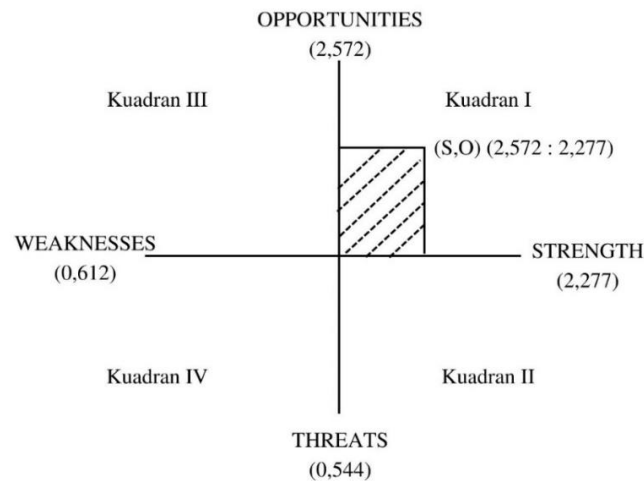 OPPORTUNITIES
(2,572)
Kuadran III
Kuadran I
(S,O) (2,572 : 2,277)
WEAKNESSES
(0,612)
STRENGTH
(2,277)
Kuadran IV
Kuadran II
THREATS
(0,544)